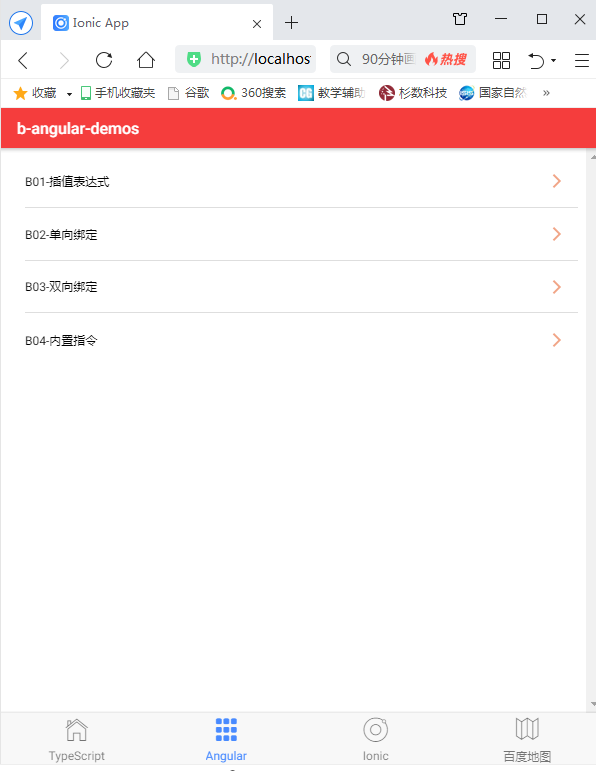 Ionic App
http://localhos
90分钟画 热搜
收藏 手机收藏夹 谷歌 360搜索 教学辅助 杉数科技 国家自然 »
b-angular-demos
B01-插值表达式
B02-单向绑定
B03-双向绑定
B04-内置指令
TypeScript Angular Ionic 百度地图